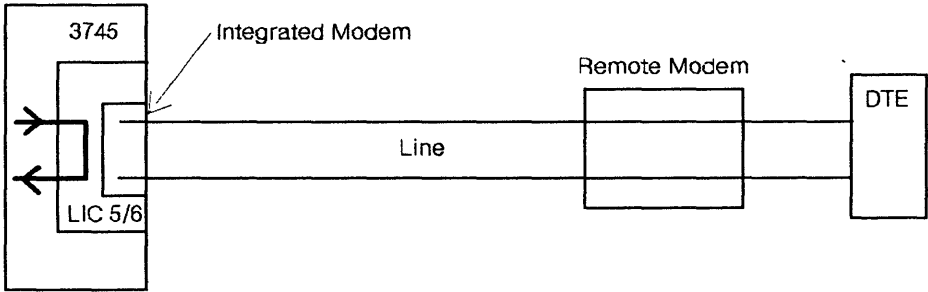 3745
Integrated Modem
Remote Modem
DTE
Line
LIC 5/6